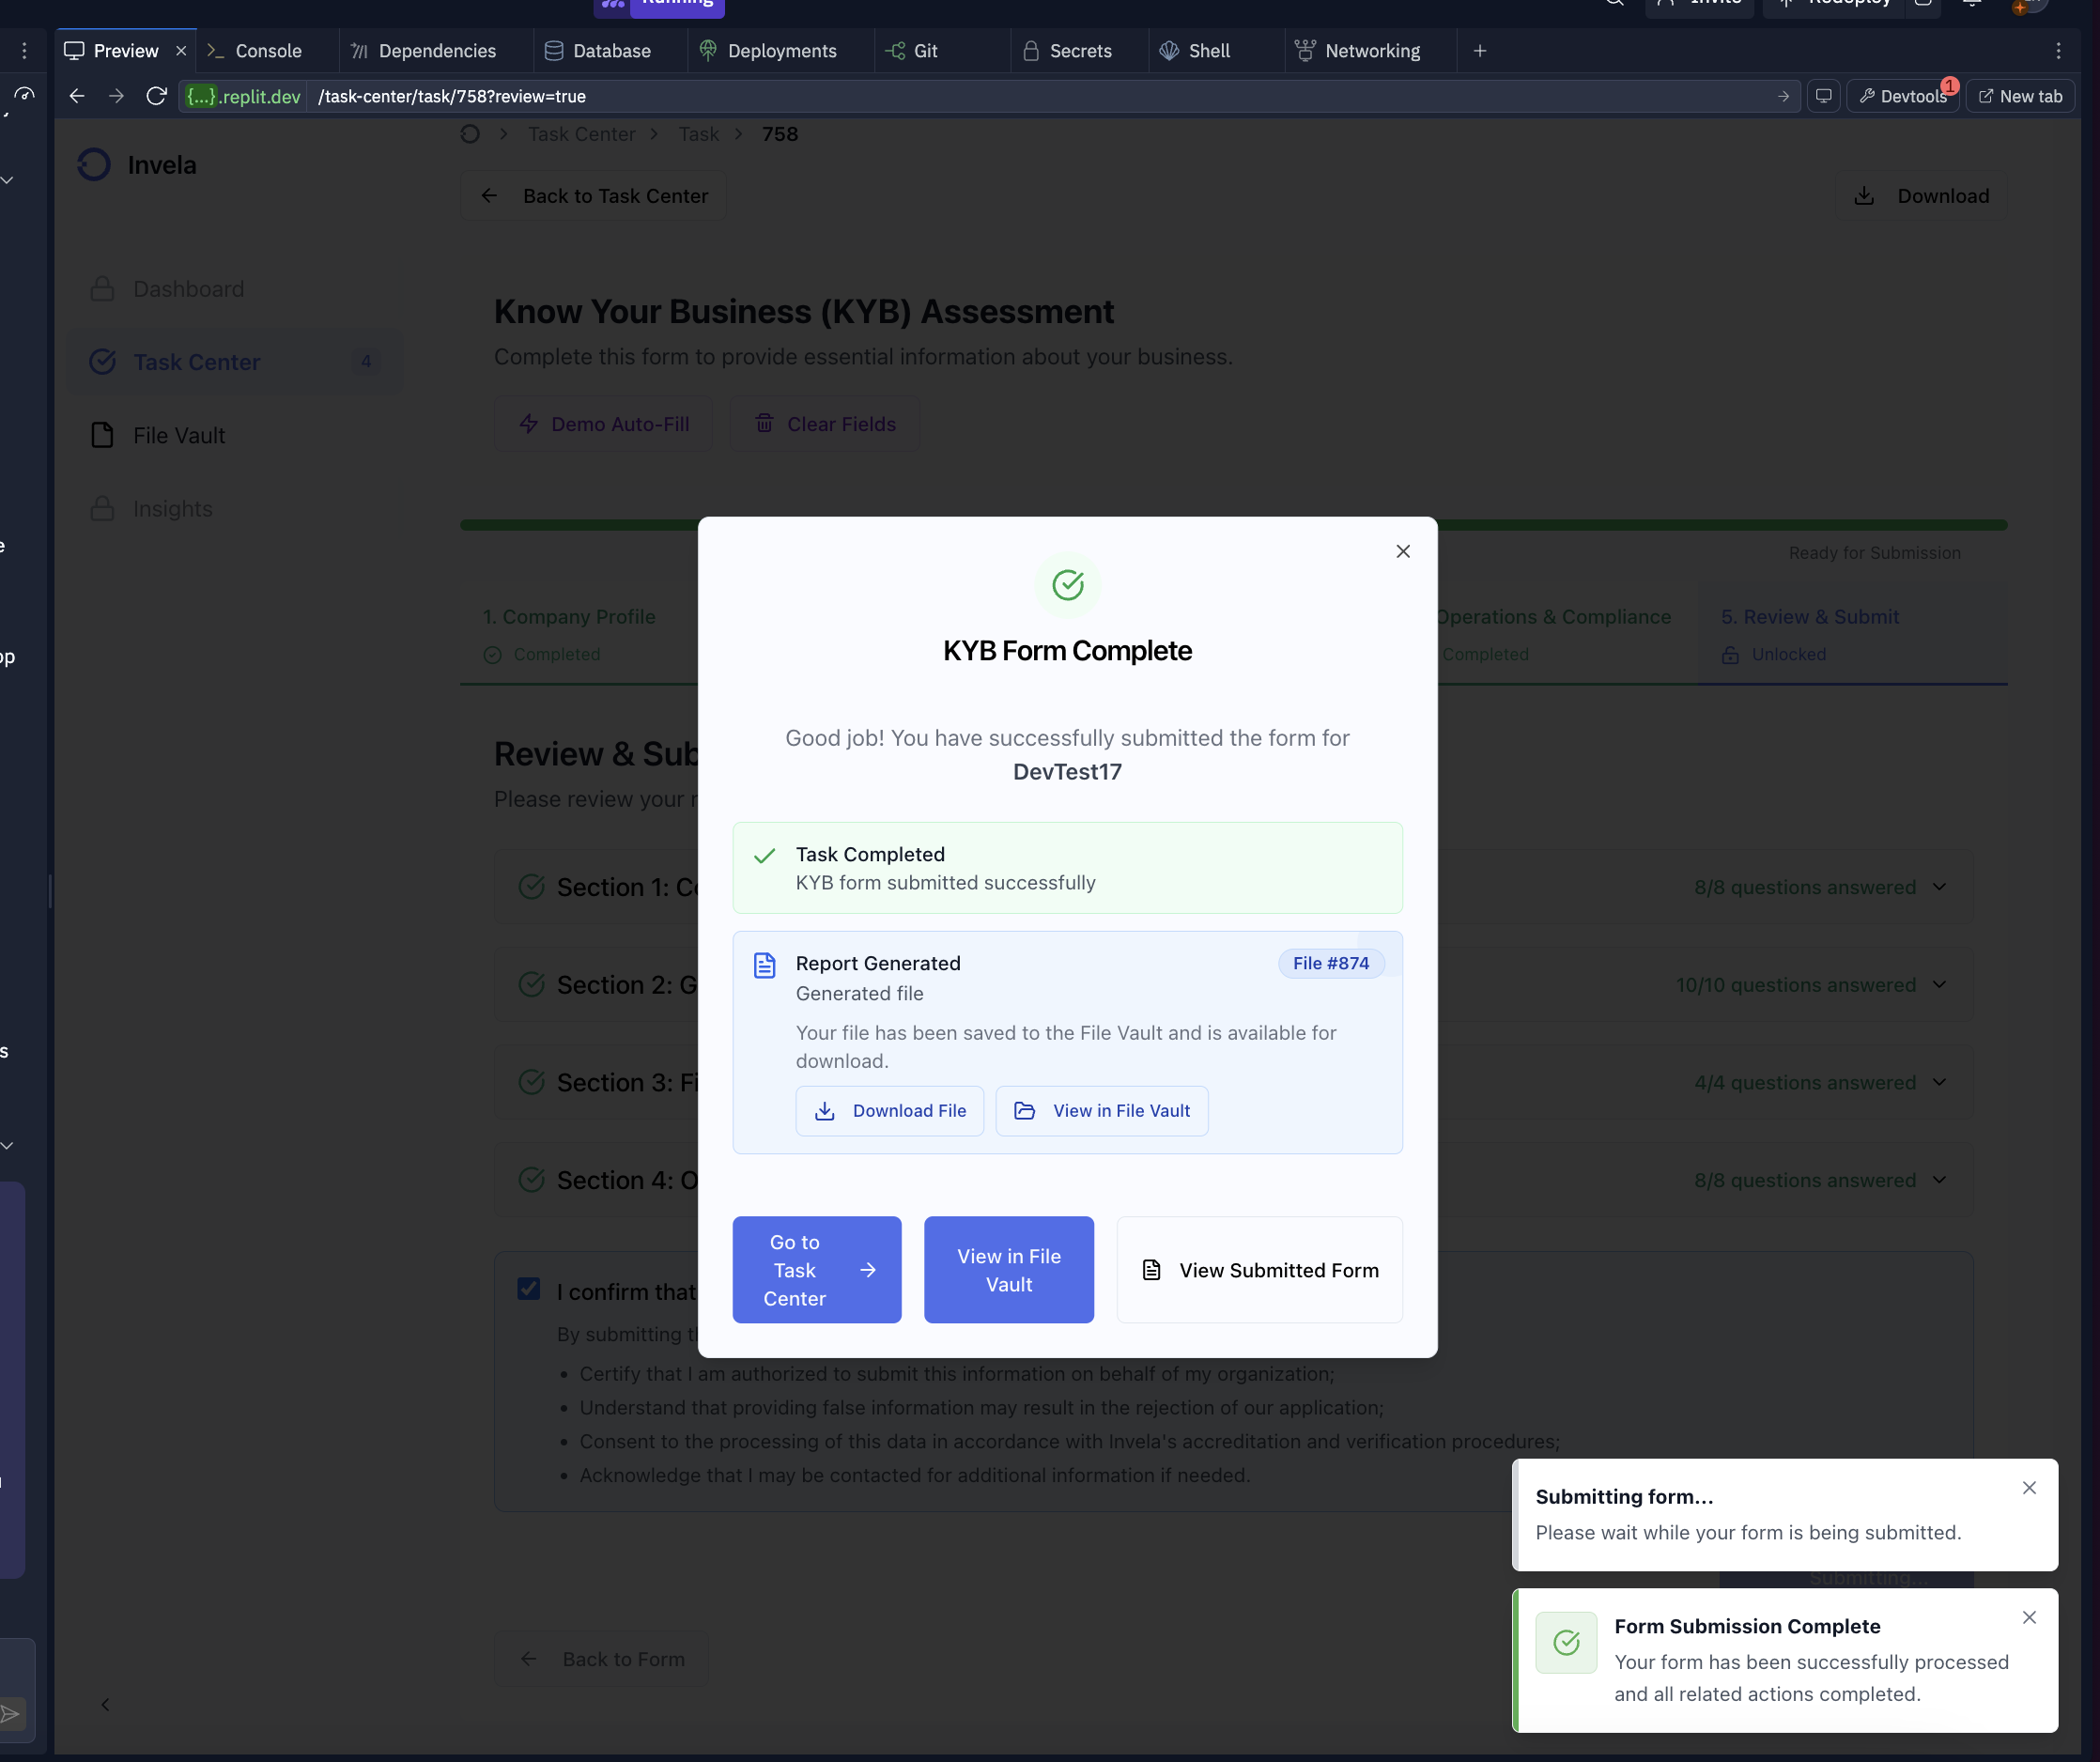 Running
Invite
Redeploy
Preview
Console
Dependencies
Database
Deployments
Git
Secrets
Shell
Networking
{...}.replit.dev
/task-center/task/758?review=true
Devtools
1
New tab
Invela
Task Center
Task
758
Back to Task Center
Download
Dashboard
Task Center
4
File Vault
Insights
Know Your Business (KYB) Assessment
Complete this form to provide essential information about your business.
Demo Auto-Fill
Clear Fields
Ready for Submission
1. Company Profile
Completed
Operations & Compliance
Completed
5. Review & Submit
Unlocked
Review & Sub
Please review your r
Section 1: Co
8/8 questions answered
Section 2: G
10/10 questions answered
Section 3: Fi
4/4 questions answered
Section 4: O
8/8 questions answered
I confirm that
By submitting t
• Certify that I am authorized to submit this information on behalf of my organization;
• Understand that providing false information may result in the rejection of our application;
• Consent to the processing of this data in accordance with Invela's accreditation and verification procedures;
• Acknowledge that I may be contacted for additional information if needed.
Submitting...
Back to Form
KYB Form Complete
Good job! You have successfully submitted the form for
DevTest17
Task Completed
KYB form submitted successfully
Report Generated
File #874
Generated file
Your file has been saved to the File Vault and is available for
download.
Download File
View in File Vault
Go to
Task
Center
View in File
Vault
View Submitted Form
Submitting form...
Please wait while your form is being submitted.
Form Submission Complete
Your form has been successfully processed
and all related actions completed.